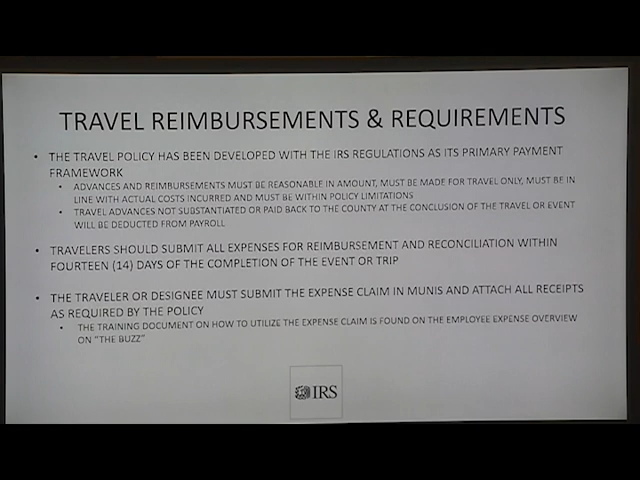 TRAVEL REIMBURSEMENTS & REQUIREMENTS
• THE TRAVEL POLICY HAS BEEN DEVELOPED WITH THE IRS REGULATIONS AS ITS PRIMARY PAYMENT
FRAMEWORK
• ADVANCES AND REIMBURSEMENTS MUST BE REASONABLE IN AMOUNT, MUST BE MADE FOR TRAVEL ONLY, MUST BE IN
LINE WITH ACTUAL COSTS INCURRED AND MUST BE WITHIN POLICY LIMITATIONS
• TRAVEL ADVANCES NOT SUBSTANTIATED OR PAID BACK TO THE COUNTY AT THE CONCLUSION OF THE TRAVEL OR EVENT
WILL BE DEDUCTED FROM PAYROLL
• TRAVELERS SHOULD SUBMIT ALL EXPENSES FOR REIMBURSEMENT AND RECONCILIATION WITHIN
FOURTEEN (14) DAYS OF THE COMPLETION OF THE EVENT OR TRIP
• THE TRAVELER OR DESIGNEE MUST SUBMIT THE EXPENSE CLAIM IN MUNIS AND ATTACH ALL RECEIPTS
AS REQUIRED BY THE POLICY
• THE TRAINING DOCUMENT ON HOW TO UTILIZE THE EXPENSE CLAIM IS FOUND ON THE EMPLOYEE EXPENSE OVERVIEW
ON "THE BUZZ"
IRS